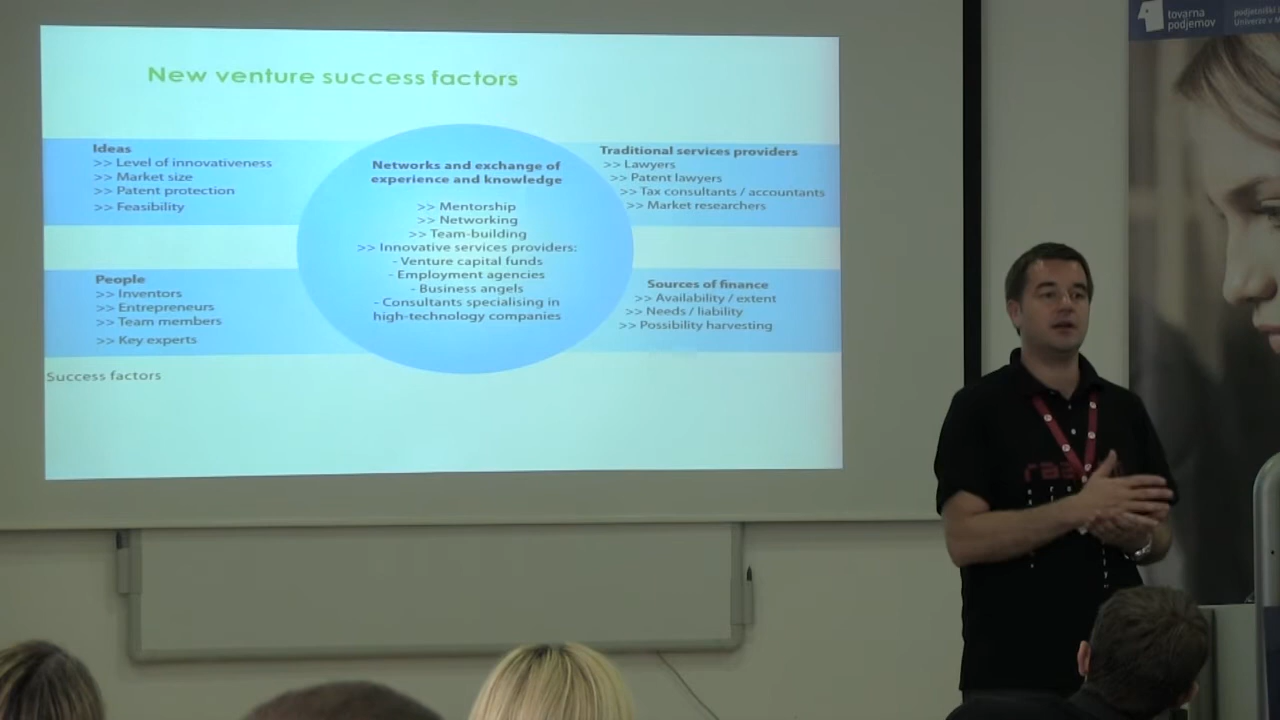 New venture success factors
Ideas
>> Level of innovativeness
>> Market size
>> Patent protection
>> Feasibility
People
>> Inventors
>> Entrepreneurs
>> Team members
>> Key experts
Networks and exchange of
experience and knowledge
>> Mentorship
>> Networking
>> Team-building
>> Innovative services providers:
- Venture capital funds
- Employment agencies
- Business angels
- Consultants specialising in
high-technology companies
Traditional services providers
>> Lawyers
>> Patent lawyers
>> Tax consultants / accountants
>> Market researchers
Sources of finance
>> Availability / extent
>> Needs / liability
>> Possibility harvesting
Success factors
tovarna
podjemov
podjetniški
Univerze v